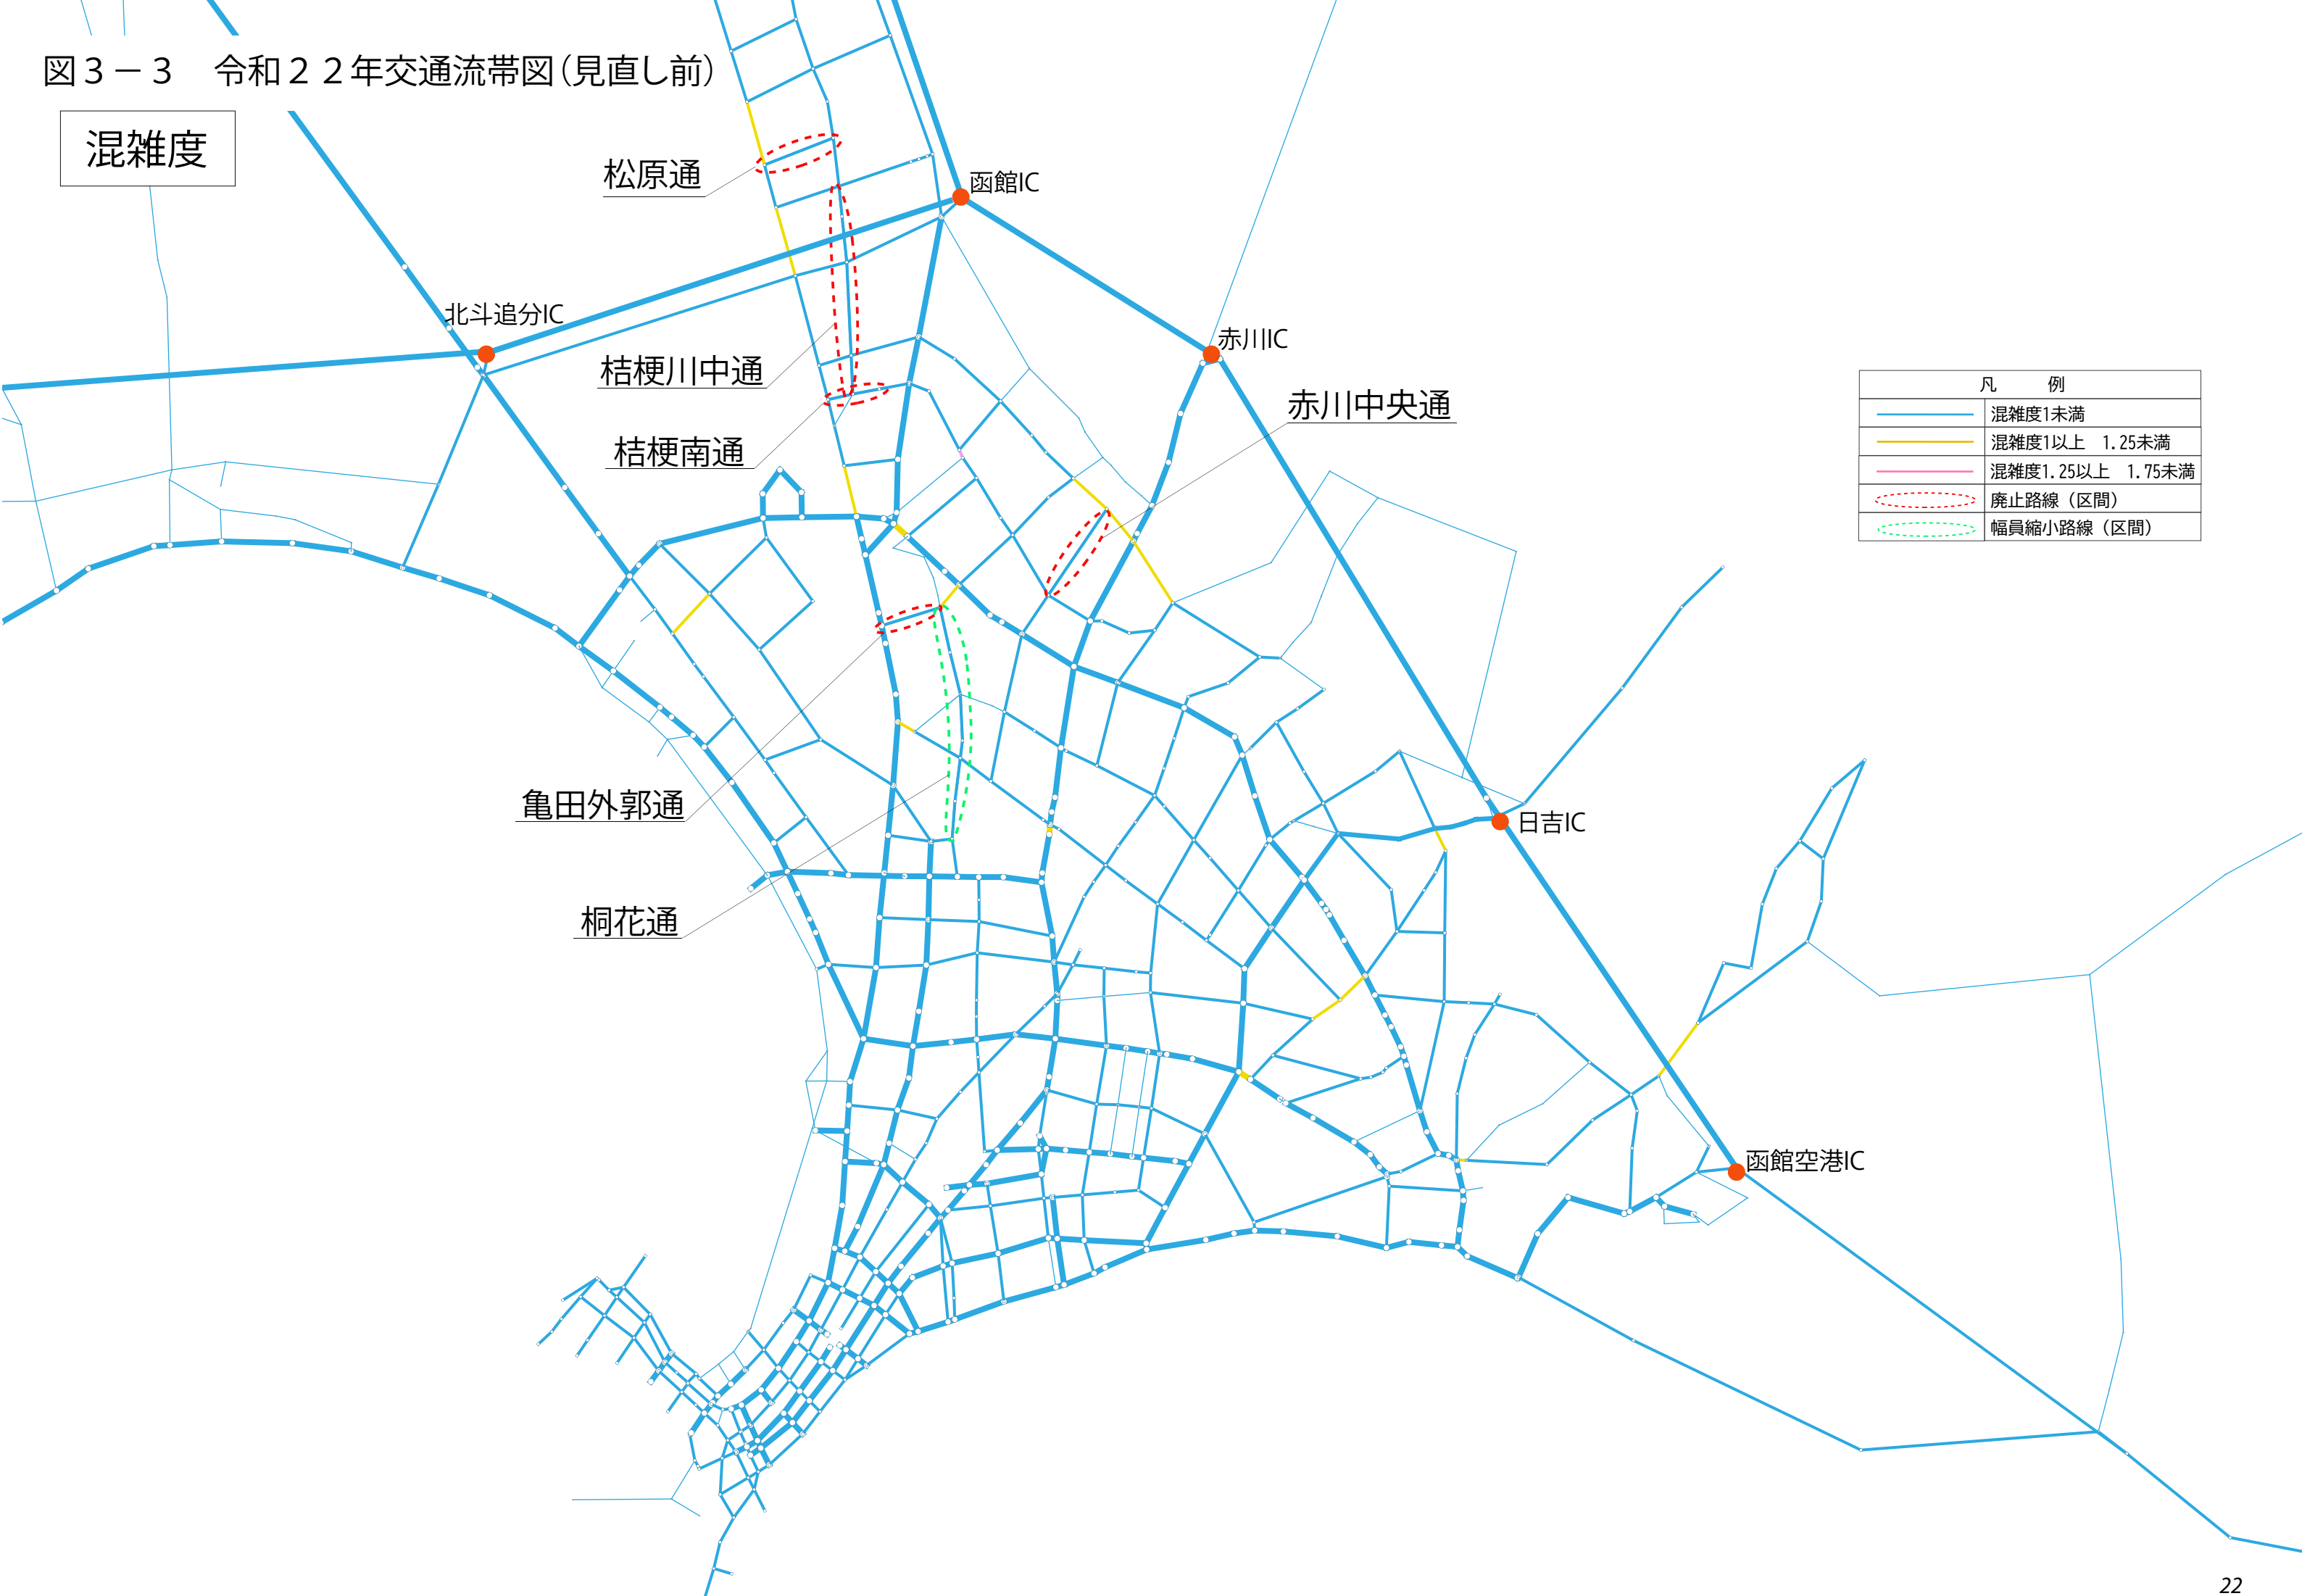 図３－３　令和２２年交通流帯図（見直し前）
混雑度
松原通
函館IC
北斗追分IC
赤川IC
桔梗川中通
赤川中央通
桔梗南通
凡　例
混雑度1未満
混雑度1以上　1.25未満
混雑度1.25以上　1.75未満
廃止路線（区間）
幅員縮小路線（区間）
亀田外郭通
日吉IC
桐花通
函館空港IC
22